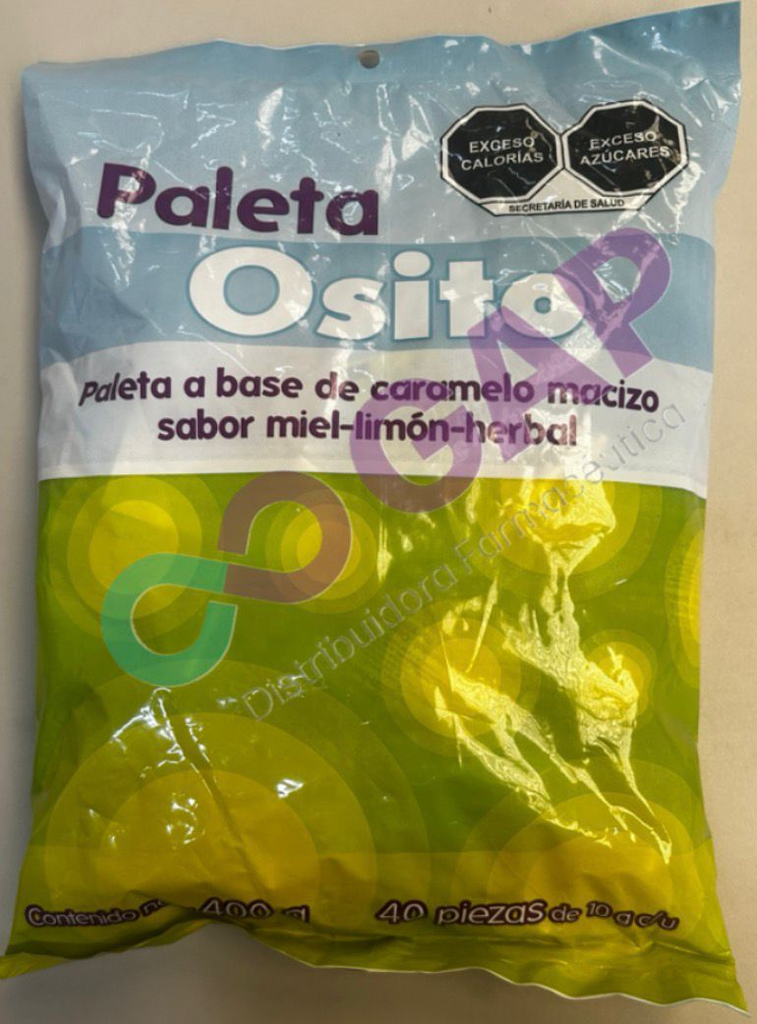 EXCESO
CALORÍAS
EXCESO
AZÚCARES
SECRETARÍA DE SALUD
Paleta
Osito
Paleta a base de caramelo macizo
sabor miel-limón-herbal
GAP
Distribuidora Farmacéutica
Contenido 400 g
40 piezas de 10 g c/u